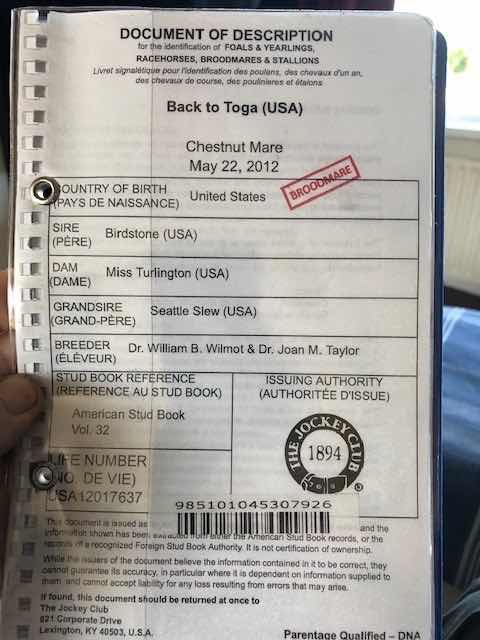 DOCUMENT OF DESCRIPTION
for the identification of FOALS & YEARLINGS,
RACEHORSES, BROODMARES & STALLIONS
Livret signalétique pour l'identification des poulains, des chevaux d'un an,
des chevaux de course, des poulinieres et étalons
Back to Toga (USA)
Chestnut Mare
May 22, 2012
BROODMARE
COUNTRY OF BIRTH
(PAYS DE NAISSANCE)
United States
SIRE
(PÈRE)
Birdstone (USA)
DAM
(DAME)
Miss Turlington (USA)
GRANDSIRE
(GRAND-PÈRE)
Seattle Slew (USA)
BREEDER
(ÉLEVEUR)
Dr. William B. Wilmot & Dr. Joan M. Taylor
STUD BOOK REFERENCE
(REFERENCE AU STUD BOOK)
American Stud Book
Vol. 32
ISSUING AUTHORITY
(AUTHORITÉE D'ISSUE)
THE JOCKEY CLUB
1894
®
LIFE NUMBER
(NO. DE VIE)
USA12017637
985101045307926
This document is issued as and the
information shown has been extracted from either the American Stud Book records, or the
records of a recognized Foreign Stud Book Authority. It is not certification of ownership.
While the issuers of the document believe the information contained in it to be correct, they
cannot guarantee its accuracy, in particular where it is dependent on information supplied to
them and cannot accept liability for any loss resulting from errors that may arise.
If found, this document should be returned at once to
The Jockey Club
821 Corporate Drive
Lexington, KY 40503, U.S.A.
Parentage Qualified – DNA